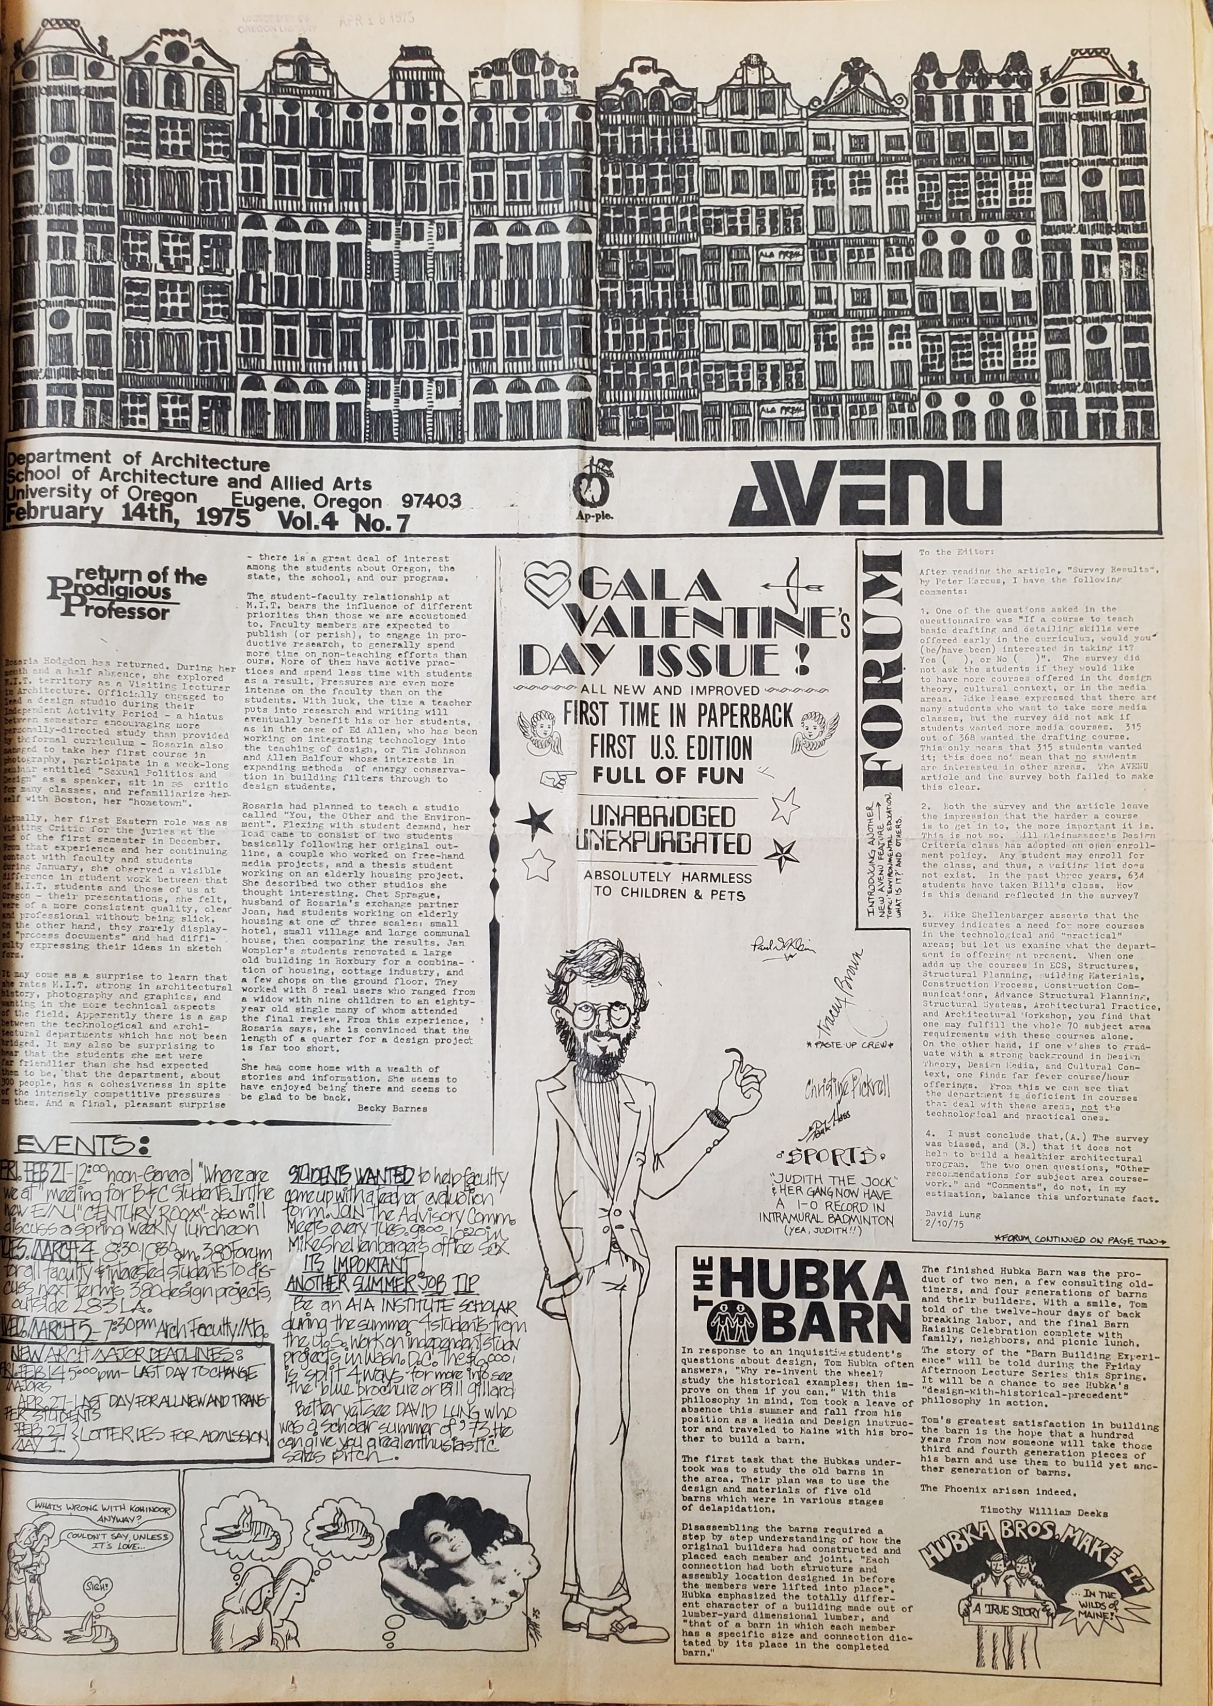 APR 28 1975
ALA PRESS
ALA PRESS
Department of Architecture
School of Architecture and Allied Arts
University of Oregon Eugene, Oregon 97403
February 14th, 1975 Vol.4 No.7
Ap-ple.
AVENU
return of the
Prodigious
Professor
Rosaria Hodgdon has returned. During her
month and a half absence, she explored
M.I.T. territory as a Visiting Lecturer
in Architecture. Officially engaged to
lead a design studio during their
Independent Activity Period - a hiatus
between semesters encouraging more
personally-directed study than provided
by the formal curriculum - Rosaria also
managed to take her first course in
photography, participate in a week-long
seminar entitled "Sexual Politics and
Design" as a speaker, sit in as critic
for many classes, and refamiliarize her-
self with Boston, her "hometown".
Actually, her first Eastern role was as
Visiting Critic for the juries at the
end of the first semester in December.
From that experience and her continuing
contact with faculty and students
during January, she observed a visible
difference in student work between that
of M.I.T. students and those of us at
Oregon - their presentations, she felt,
were of a more consistent quality, clear
and professional without being slick.
On the other hand, they rarely display-
ed "process documents" and had diffi-
culty expressing their ideas in sketch
form.
It may come as a surprise to learn that
she rates M.I.T. strong in architectural
history, photography and graphics, and
wanting in the more technical aspects
of the field. Apparently there is a gap
between the technological and archi-
tectural departments which has not been
bridged. It may also be surprising to
hear that the students she met were
far friendlier than she had expected
them to be, that the department, about
300 people, has a cohesiveness in spite
of the intensely competitive pressures
on them. And a final, pleasant surprise
- there is a great deal of interest
among the students about Oregon, the
state, the school, and our program.
The student-faculty relationship at
M.I.T. bears the influence of different
priorities than those we are accustomed
to. Faculty members are expected to
publish (or perish), to engage in pro-
ductive research, to generally spend
more time on non-teaching efforts than
ours. More of them have active prac-
tices and spend less time with students
as a result. Pressures are even more
intense on the faculty than on the
students. With luck, the time a teacher
puts into research and writing will
eventually benefit his or her students,
as in the case of Ed Allen, who has been
working on integrating technology into
the teaching of design, or Tim Johnson
and Allen Balfour whose interests in
expanding methods of energy conserva-
tion in building filters through to
design students.
Rosaria had planned to teach a studio
called "You, the Other and the Environ-
ment". Flexing with student demand, her
load came to consist of two students
basically following her original out-
line, a couple who worked on free-hand
media projects, and a thesis student
working on an elderly housing project.
She described two other studios she
thought interesting. Chet Sprague,
husband of Rosaria's exchange partner
Joan, had students working on elderly
housing at one of three scales: small
hotel, small village and large communal
house, then comparing the results. Jan
Wompler's students renovated a large
old building in Roxbury for a combina-
tion of housing, cottage industry, and
a few shops on the ground floor. They
worked with 8 real users who ranged from
a widow with nine children to an eighty-
year old single many of whom attended
the final review. From this experience,
Rosaria says, she is convinced that the
length of a quarter for a design project
is far too short.
She has come home with a wealth of
stories and information. She seems to
have enjoyed being there and seems to
be glad to be back.
Becky Barnes
GALA
VALENTINE'S
DAY ISSUE!
ALL NEW AND IMPROVED
FIRST TIME IN PAPERBACK
FIRST U.S. EDITION
FULL OF FUN
UNABRIDGED
UNEXPURGATED
ABSOLUTELY HARMLESS
TO CHILDREN & PETS
Tracey Brown
*PASTE-UP CREW*
Christine Pickrell
SPORTS
"JUDITH THE JOCK"
& HER GANG NOW HAVE
A 1-0 RECORD IN
INTRAMURAL BADMINTON
(YEA, JUDITH!!)
FORUM
INTRODUCING ANOTHER
NEW AVENU FEATURE
TOPIC: ENVIRONMENTAL EDUCATION,
WHAT IS IT? AND OTHERS.
To the Editor:
After reading the article, "Survey Results",
by Peter Marcus, I have the following
comments:
1. One of the questions asked in the
questionnaire was "If a course to teach
basic drafting and detailing skills were
offered early in the curriculum, would you
(be/have been) interested in taking it?
Yes ( ), or No ( )". The survey did
not ask the students if they would like
to have more courses offered in the design
theory, cultural context, or in the media
areas. Mike Lease expressed that there are
many students who want to take more media
classes, but the survey did not ask if
students wanted more media courses. 315
out of 368 wanted the drafting course.
This only means that 315 students wanted
it; this does not mean that no students
are interested in other areas. The AVENU
article and the survey both failed to make
this clear.
2. Both the survey and the article leave
the impression that the harder a course
is to get in to, the more important it is.
This is not so. Bill Kleinsasser's Design
Criteria class has adopted an open enroll-
ment policy. Any student may enroll for
the class, and thus, a waiting list does
not exist. In the past three years, 634
students have taken Bill's class. How
is this demand reflected in the survey?
3. Mike Shellenbarger asserts that the
survey indicates a need for more courses
in the technological and "practical"
areas; but let us examine what the depart-
ment is offering at present. When one
adds up the courses in ECS, Structures,
Structural Planning, Building Materials,
Construction Process, Construction Com-
munications, Advance Structural Planning,
Structural Systems, Architectural Practice,
and Architectural Workshop, you find that
one may fulfill the whole 70 subject area
requirements with these courses alone.
On the other hand, if one wishes to grad-
uate with a strong background in Design
Theory, Design Media, and Cultural Con-
text, one finds far fewer course/hour
offerings. From this we can see that
the department is deficient in courses
that deal with these areas, not the
technological and practical ones.
4. I must conclude that,(A.) The survey
was biased, and (B.) that it does not
help to build a healthier architectural
program. The two open questions, "Other
recommendations for subject area course-
work." and "Comments", do not, in my
estimation, balance this unfortunate fact.
David Lung
2/10/75
*FORUM CONTINUED ON PAGE TWO→
EVENTS:
FRI. FEB 21-12:00 noon-General "Where are
we at" meeting for B+C Students. In the
new E/NU "CENTURY ROOM" also will
discuss a spring weekly luncheon
TUES. MARCH 4 8:30-10:30 am. 380 forum
for all faculty & interested students to dis-
cuss next term's 380 design projects,
outside 283 LA.
WED. MARCH 5 - 7:30pm Arch Faculty Mtg.
NEW ARCH MAJOR DEADLINES:
FRI. FEB 14 5:00pm- LAST DAY TO CHANGE
MAJORS
LAST DAY FOR ALL NEW AND TRANS-
FER STUDENTS
MAY 7 LOTTERIES FOR ADMISSION
STUDENTS WANTED to help faculty
come up with a teacher evaluation
form. Join the Advisory Comm.
Meets every Tues. 9:00, in
Mike Shellenbarger's office
ITS IMPORTANT
ANOTHER SUMMER JOB TIP
Be an AIA INSTITUTE SCHOLAR
during the summer. 4 students from
the U.S. work on independent study
projects in Wash. D.C. the
is split 4 ways. for more info see
the blue brochure or Bill Gilland
Better yet see DAVID LUNG who
was a scholar summer of '73. He
can give you a real enthusiastic
sales pitch.
WHATS WRONG WITH KOHINOOR
ANYWAY?
COULDN'T SAY, UNLESS
IT'S LOVE...
SIGH!
THE HUBKA
BARN
In response to an inquisitive student's
questions about design, Tom Hubka often
answers, "Why re-invent the wheel?
study the historical examples; then im-
prove on them if you can." With this
philosophy in mind, Tom took a leave of
absence this summer and fall from his
position as a Media and Design instruc-
tor and traveled to Maine with his bro-
ther to build a barn.
The first task that the Hubkas under-
took was to study the old barns in
the area. Their plan was to use the
design and materials of five old
barns which were in various stages
of delapidation.
Disassembling the barns required a
step by step understanding of how the
original builders had constructed and
placed each member and joint. "Each
connection had both structure and
assembly location designed in before
the members were lifted into place".
Hubka emphasized the totally differ-
ent character of a building made out of
lumber-yard dimensional lumber, and
"that of a barn in which each member
has a specific size and connection dic-
tated by its place in the completed
barn."
The finished Hubka Barn was the pro-
duct of two men, a few consulting old-
timers, and four generations of barns
and their builders. With a smile, Tom
told of the twelve-hour days of back
breaking labor, and the final Barn
Raising Celebration complete with
family, neighbors, and picnic lunch.
The story of the "Barn Building Experi-
ence" will be told during the Friday
Afternoon Lecture Series this Spring.
It will be a chance to see Hubka's
"design-with-historical-precedent"
philosophy in action.
Tom's greatest satisfaction in building
the barn is the hope that a hundred
years from now someone will take those
third and fourth generation pieces of
his barn and use them to build yet ano-
ther generation of barns.
The Phoenix arisen indeed.
Timothy William Deeks
HUBKA BROS. MAKE IT
A TRUE STORY
...IN THE
WILDS of
MAINE!